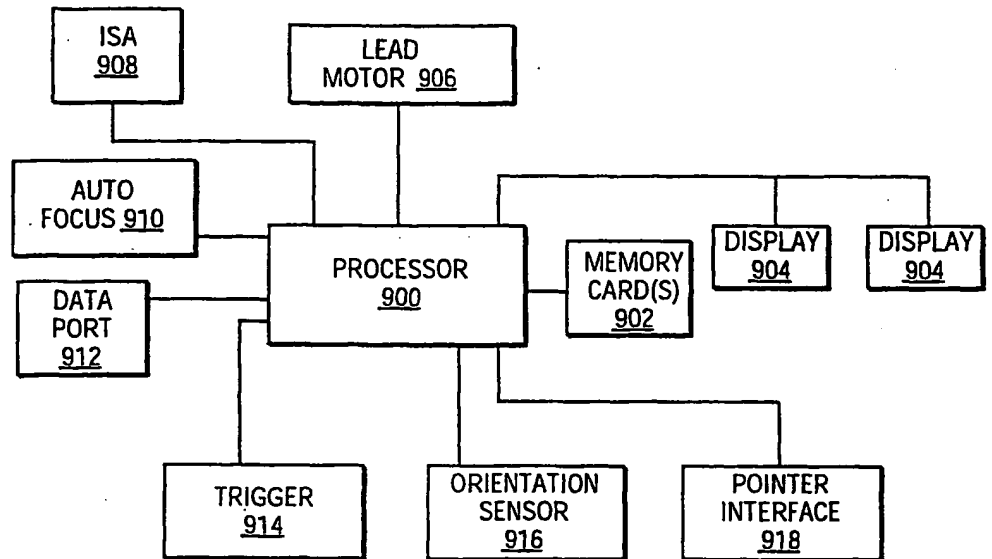 ISA
908
LEAD
MOTOR 906
AUTO
FOCUS 910
PROCESSOR
900
MEMORY
CARD(S)
902
DISPLAY
904
DISPLAY
904
DATA
PORT
912
TRIGGER
914
ORIENTATION
SENSOR
916
POINTER
INTERFACE
918